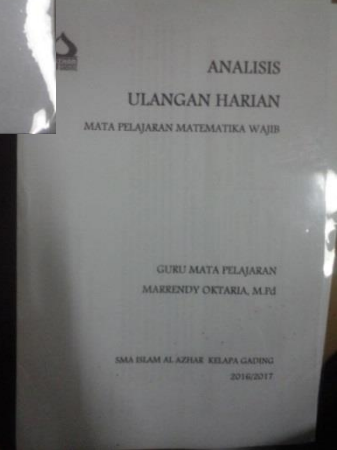 ANALISIS
ULANGAN HARIAN
MATA PELAJARAN MATEMATIKA WAJIB
GURU MATA PELAJARAN
MARRENDY OKTARIA, M.Pd
SMA ISLAM AL AZHAR KELAPA GADING
2016/2017